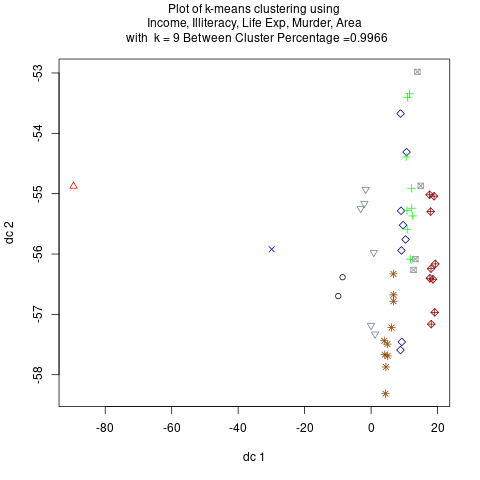 Plot of k-means clustering using
Income, Illiteracy, Life Exp, Murder, Area
with k = 9 Between Cluster Percentage =0.9966
-53
-54
-55
-56
-57
-58
dc 2
-80
-60
-40
-20
0
20
dc 1